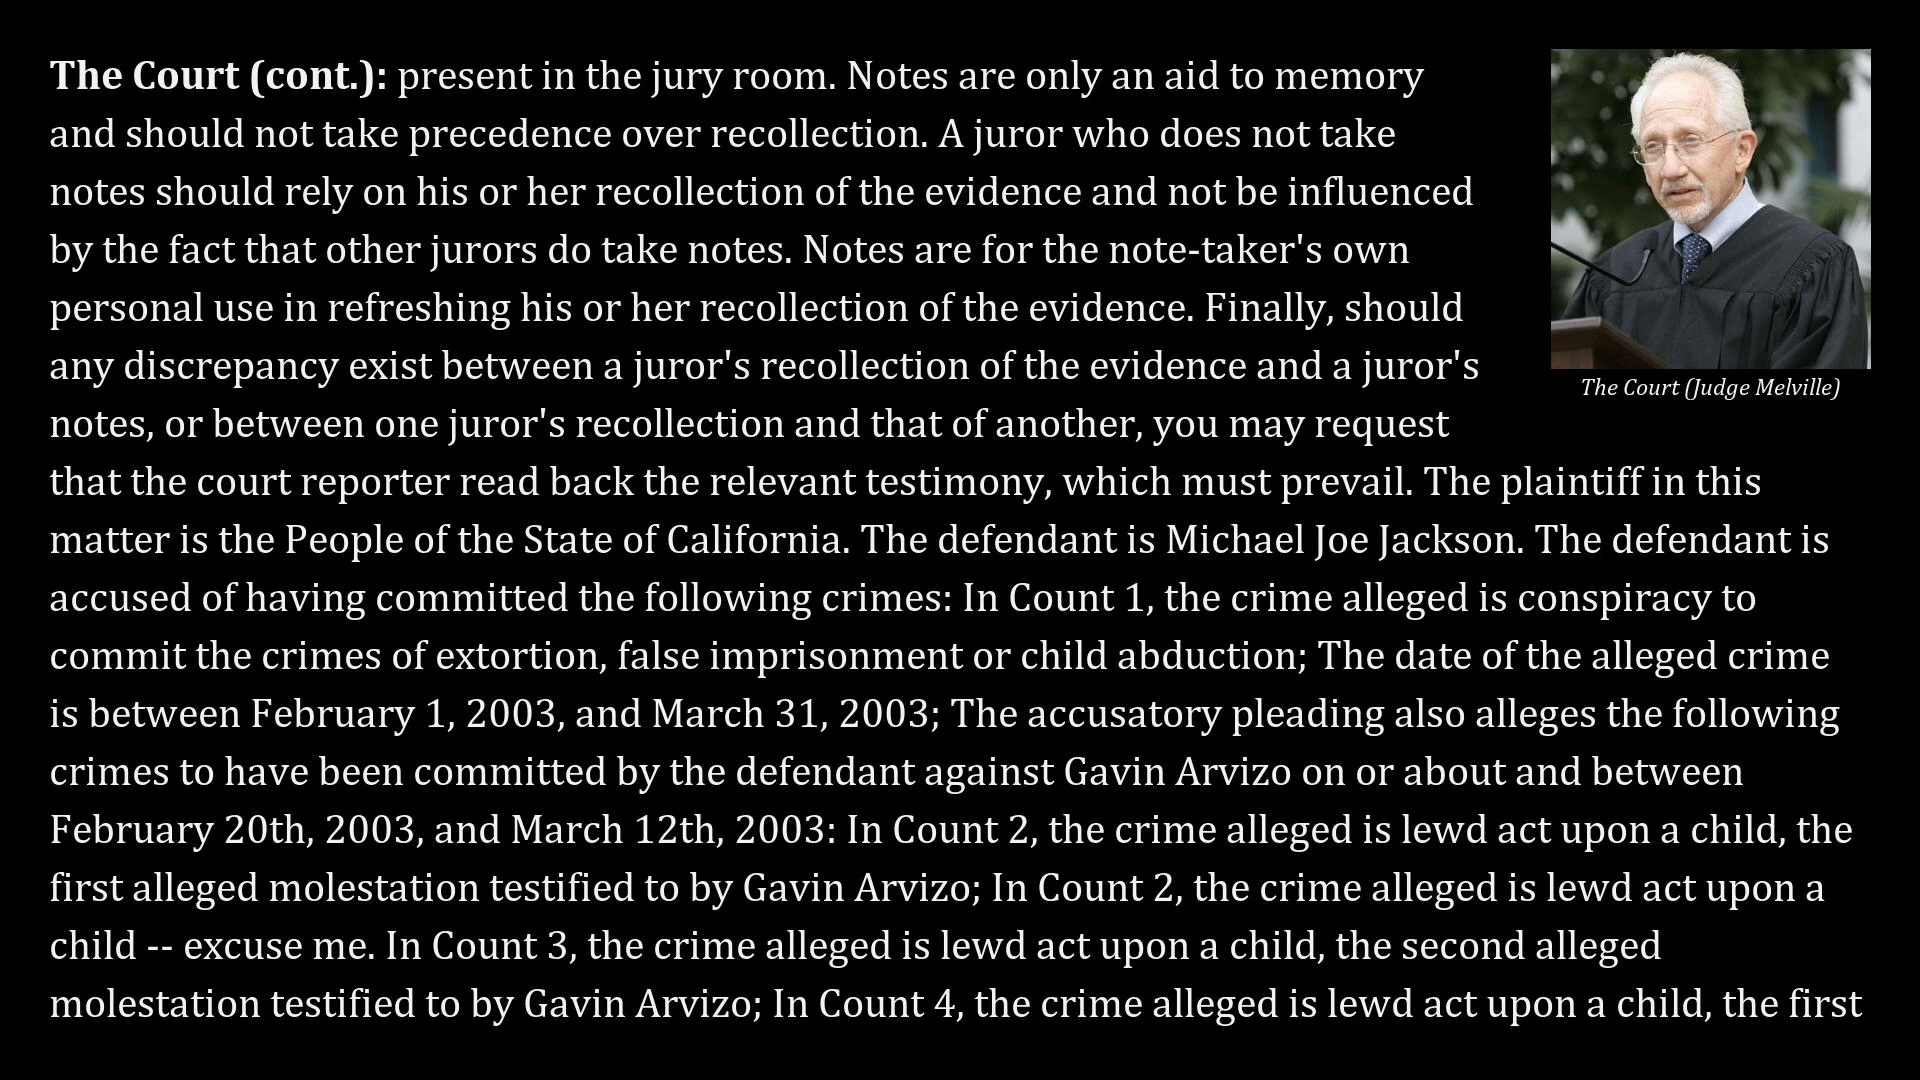 The Court (cont.): present in the jury room. Notes are only an aid to memory
and should not take precedence over recollection. A juror who does not take
notes should rely on his or her recollection of the evidence and not be influenced
by the fact that other jurors do take notes. Notes are for the note-taker's own
personal use in refreshing his or her recollection of the evidence. Finally, should
any discrepancy exist between a juror's recollection of the evidence and a juror's
notes, or between one juror's recollection and that of another, you may request
that the court reporter read back the relevant testimony, which must prevail. The plaintiff in this
matter is the People of the State of California. The defendant is Michael Joe Jackson. The defendant is
accused of having committed the following crimes: In Count 1, the crime alleged is conspiracy to
commit the crimes of extortion, false imprisonment or child abduction; The date of the alleged crime
is between February 1, 2003, and March 31, 2003; The accusatory pleading also alleges the following
crimes to have been committed by the defendant against Gavin Arvizo on or about and between
February 20th, 2003, and March 12th, 2003: In Count 2, the crime alleged is lewd act upon a child, the
first alleged molestation testified to by Gavin Arvizo; In Count 2, the crime alleged is lewd act upon a
child -- excuse me. In Count 3, the crime alleged is lewd act upon a child, the second alleged
molestation testified to by Gavin Arvizo; In Count 4, the crime alleged is lewd act upon a child, the first
The Court (Judge Melville)